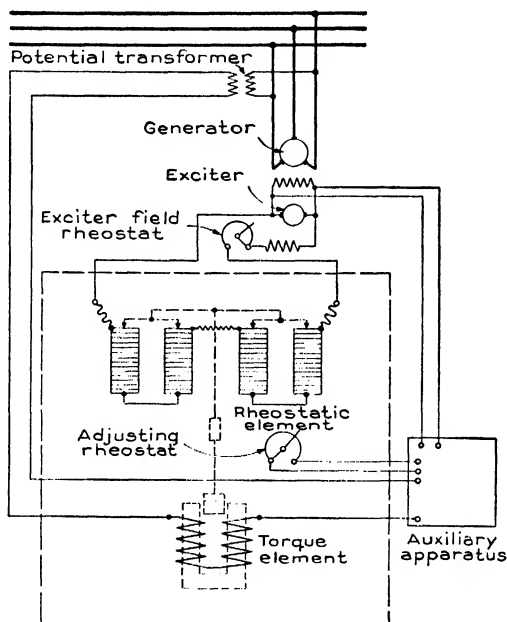 Potential transformer
Generator
Exciter
Exciter field
rheostat
Rheostatic
element
Adjusting
rheostat
Torque
element
Auxiliary
apparatus